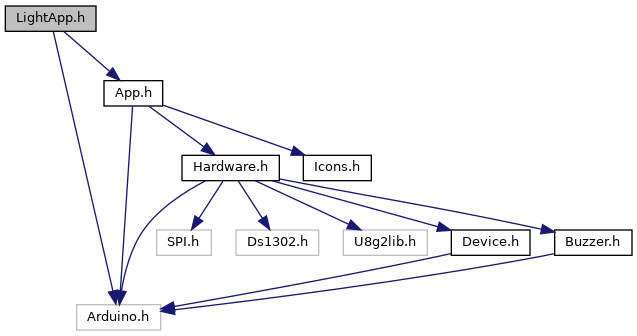 LightApp.h
App.h
Hardware.h
Icons.h
SPI.h
Ds1302.h
U8g2lib.h
Device.h
Buzzer.h
Arduino.h